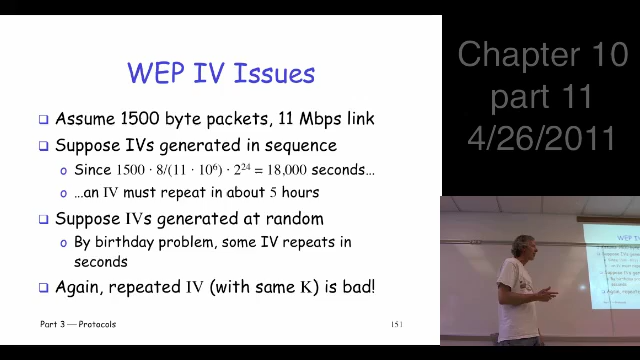 WEP IV Issues
Assume 1500 byte packets, 11 Mbps link
Suppose IVs generated in sequence
Since 1500 · 8/(11 · 10⁶) · 2²⁴ = 18,000 seconds…
…an IV must repeat in about 5 hours
Suppose IVs generated at random
By birthday problem, some IV repeats in
seconds
Again, repeated IV (with same K) is bad!
Part 3 — Protocols
151
Chapter 10
part 11
4/26/2011
WEP IV